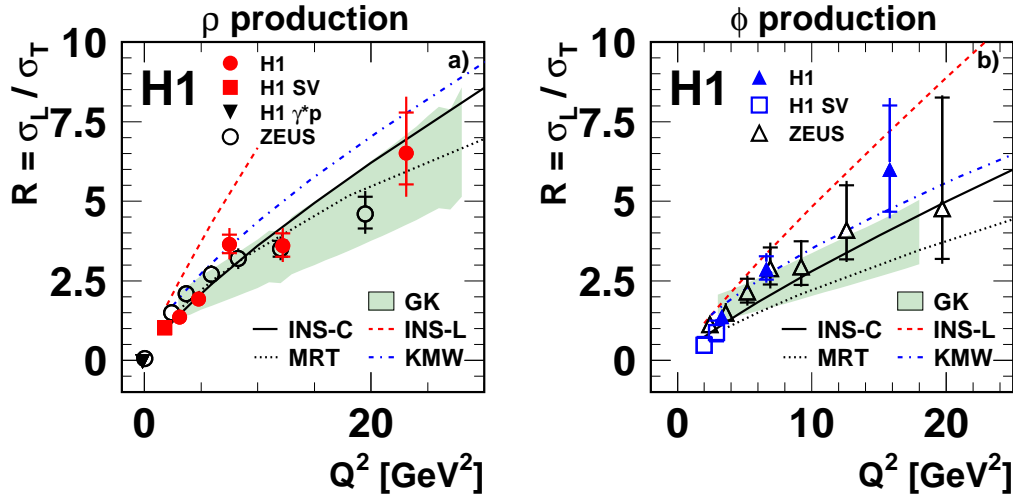 ρ production
R = σL / σT
10
7.5
5
2.5
0
H1
a)
H1
H1 SV
H1 γ*p
ZEUS
GK
INS-C
INS-L
MRT
KMW
0
20
Q² [GeV²]
ϕ production
R = σL / σT
10
7.5
5
2.5
0
H1
b)
H1
H1 SV
ZEUS
GK
INS-C
INS-L
MRT
KMW
0
10
20
Q² [GeV²]